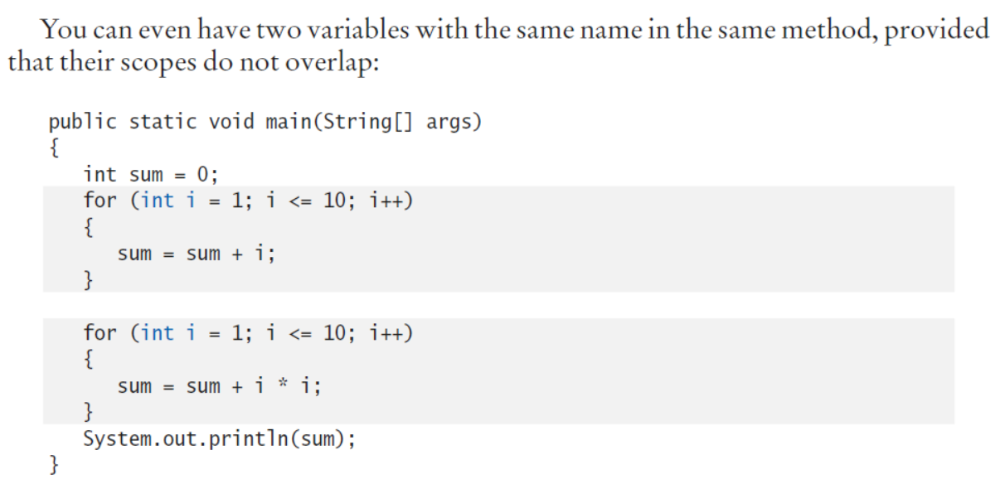 You can even have two variables with the same name in the same method, provided
that their scopes do not overlap:
public static void main(String[] args)
{
int sum = 0;
for (int i = 1; i <= 10; i++)
{
sum = sum + i;
}
for (int i = 1; i <= 10; i++)
{
sum = sum + i * i;
}
System.out.println(sum);
}